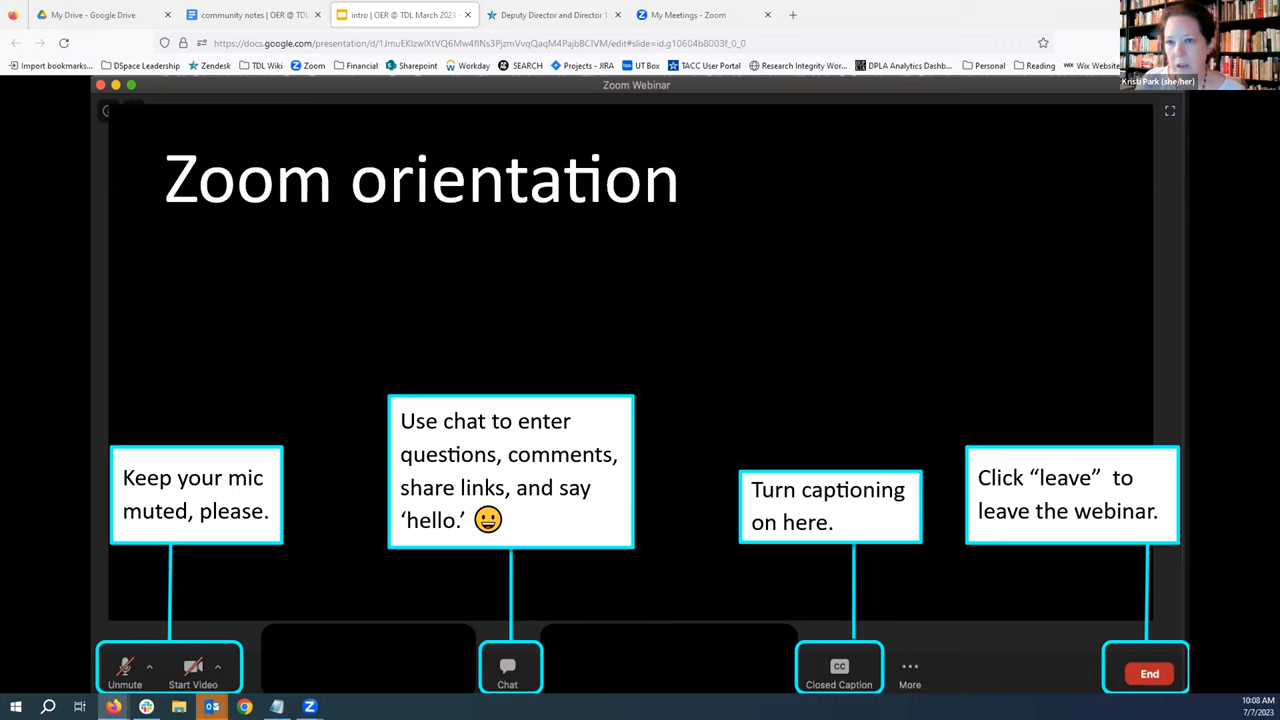 My Drive - Google Drive
community notes | OER @ TDL
intro | OER @ TDL March 2023 -
Deputy Director and Director 1
My Meetings - Zoom
Import bookmarks...
DSpace Leadership
Zendesk
TDL Wiki
Zoom
Financial
Sharepoint
Workday
SEARCH
Projects - JIRA
UT Box
TACC User Portal
Research Integrity Wor...
DPLA Analytics Dashb...
Personal
Reading
Wix Website
Kristi Park (she/her)
Zoom Webinar
Zoom orientation
Use chat to enter
questions, comments,
share links, and say
‘hello.’ 😀
Keep your mic
muted, please.
Turn captioning
on here.
Click “leave” to
leave the webinar.
Unmute
Start Video
Chat
CC
Closed Caption
More
End
10:08 AM
7/7/2023